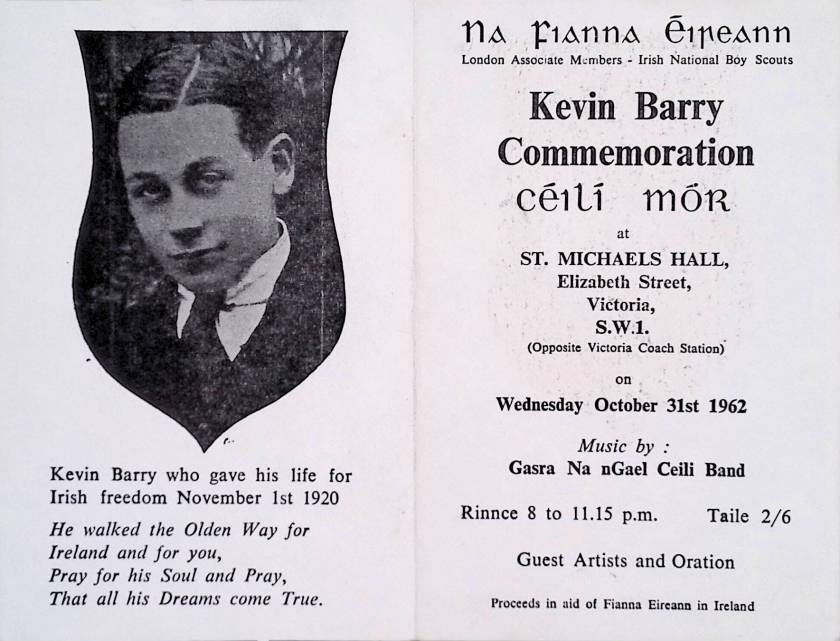 Kevin Barry who gave his life for
Irish freedom November 1st 1920
He walked the Olden Way for
Ireland and for you,
Pray for his Soul and Pray,
That all his Dreams come True.
Na Fianna Éireann
London Associate Members - Irish National Boy Scouts
Kevin Barry
Commemoration
céilí mór
at
ST. MICHAELS HALL,
Elizabeth Street,
Victoria,
S.W.1.
(Opposite Victoria Coach Station)
on
Wednesday October 31st 1962
Music by :
Gasra Na nGael Ceili Band
Rinnce 8 to 11.15 p.m. Taile 2/6
Guest Artists and Oration
Proceeds in aid of Fianna Eireann in Ireland